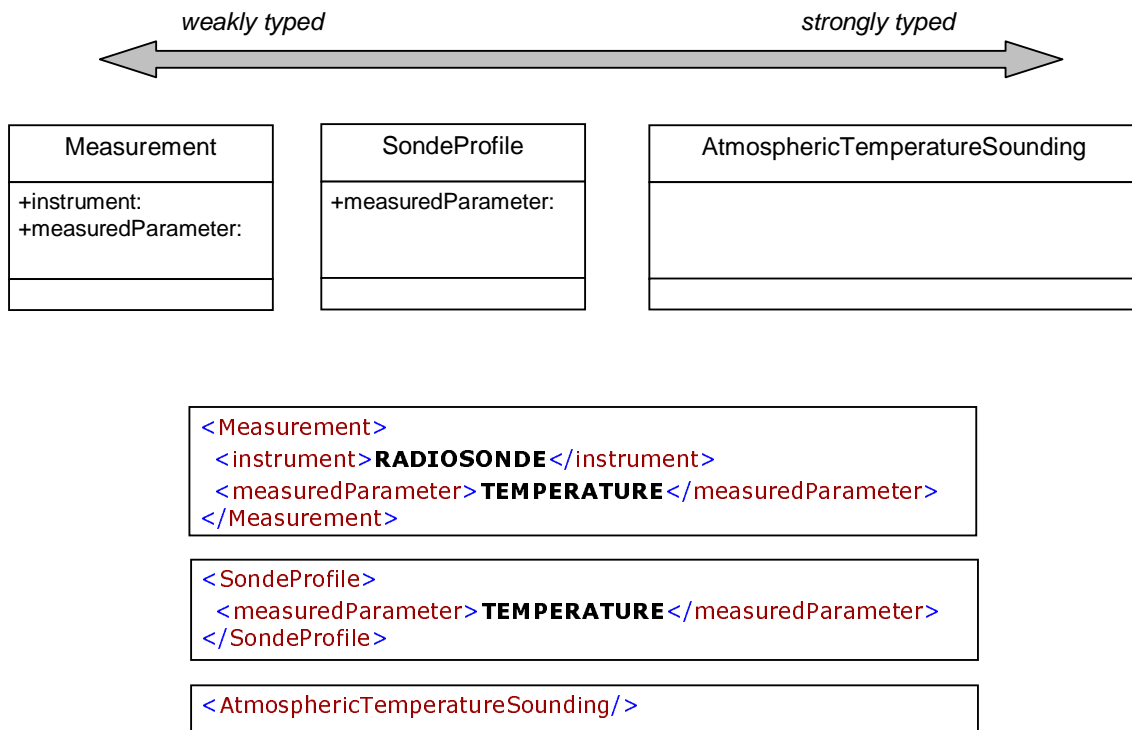 weakly typed
strongly typed
Measurement
+instrument:
+measuredParameter:
SondeProfile
+measuredParameter:
AtmosphericTemperatureSounding
<Measurement>
<instrument>RADIOSONDE</instrument>
<measuredParameter>TEMPERATURE</measuredParameter>
</Measurement>
<SondeProfile>
<measuredParameter>TEMPERATURE</measuredParameter>
</SondeProfile>
<AtmosphericTemperatureSounding/>